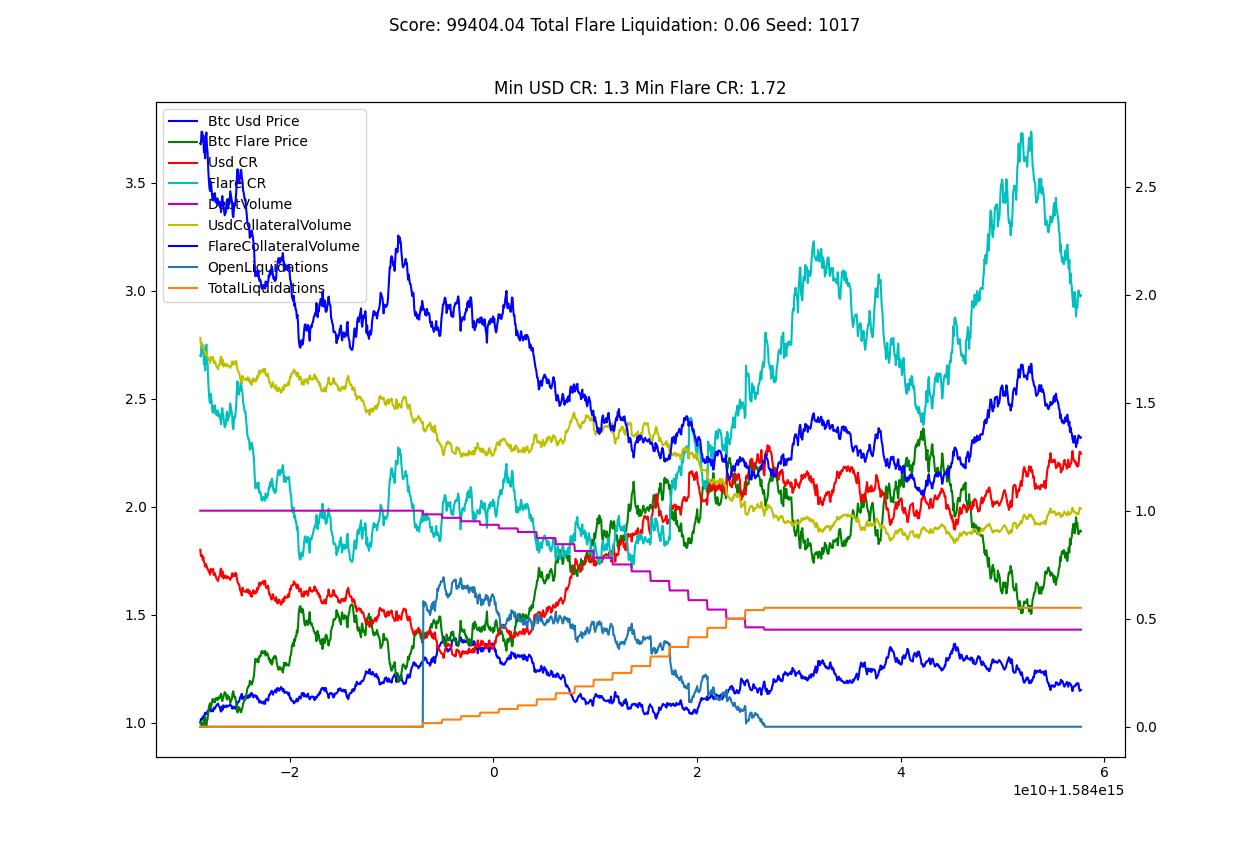 Score: 99404.04 Total Flare Liquidation: 0.06 Seed: 1017
Min USD CR: 1.3 Min Flare CR: 1.72
Btc Usd Price
Btc Flare Price
Usd CR
Flare CR
DebtVolume
UsdCollateralVolume
FlareCollateralVolume
OpenLiquidations
TotalLiquidations
3.5
3.0
2.5
2.0
1.5
1.0
2.5
2.0
1.5
1.0
0.5
0.0
−2
0
2
4
6
1e10+1.584e15